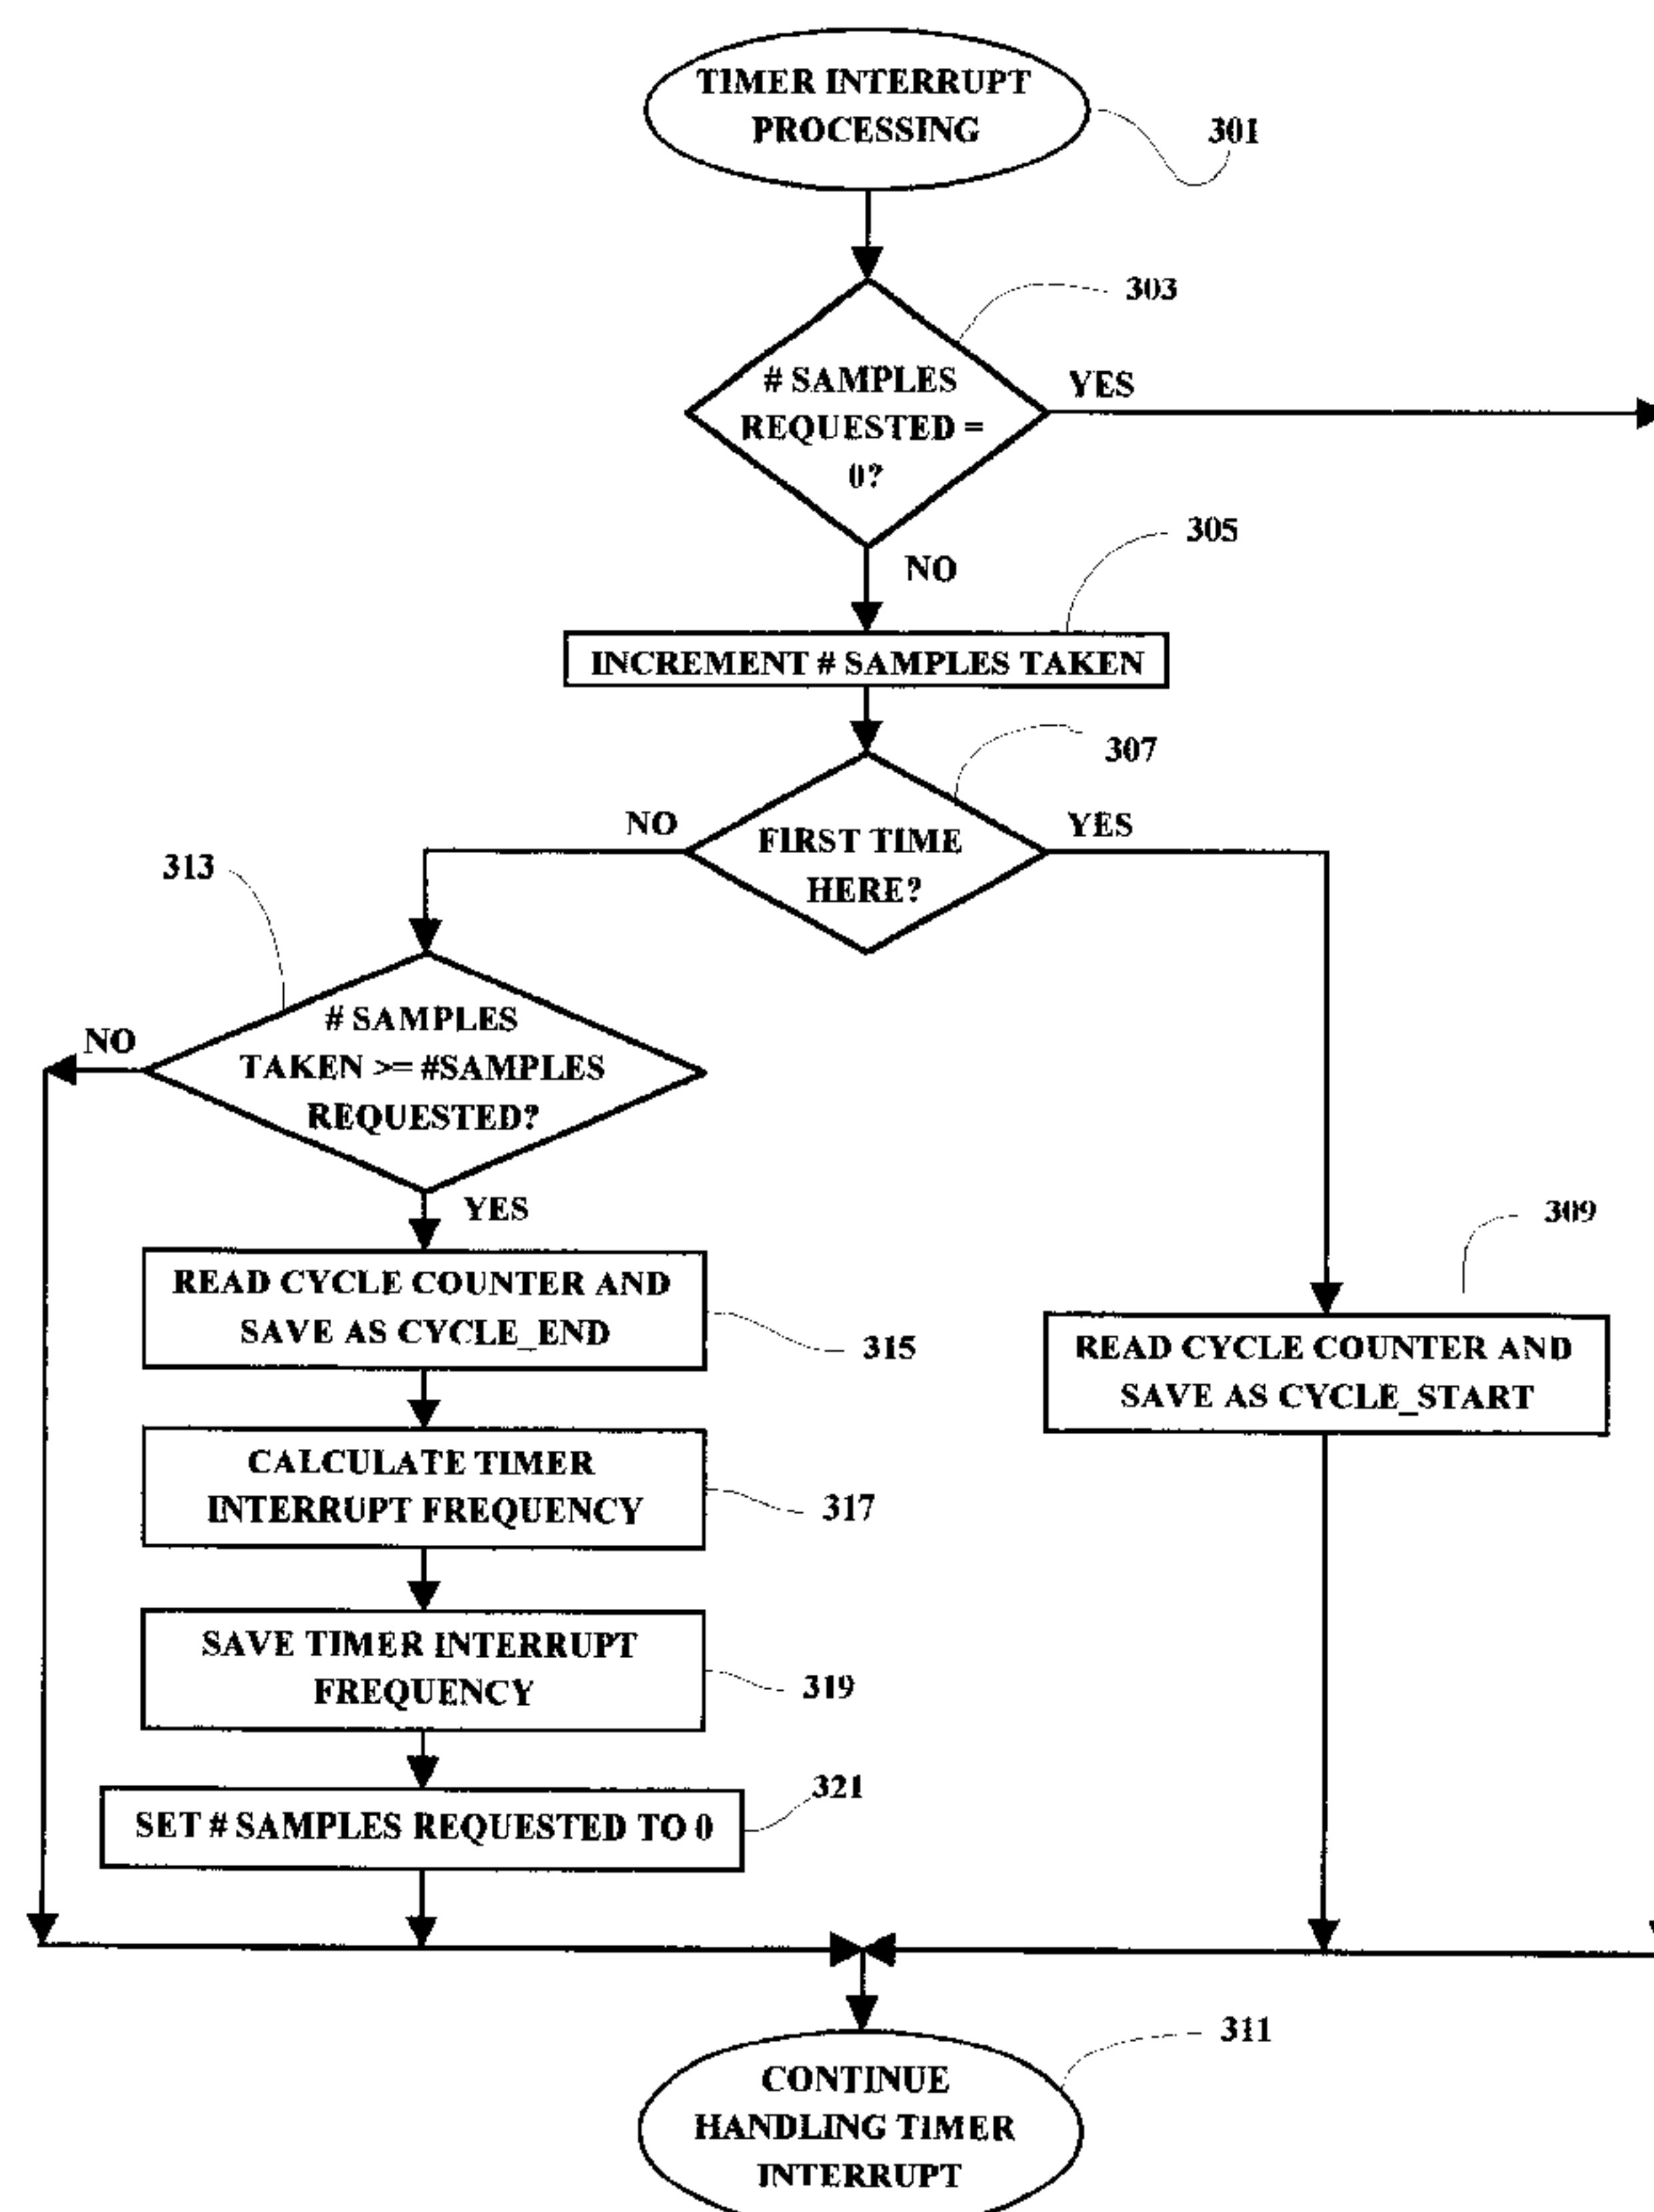 TIMER INTERRUPT
PROCESSING
301
303
# SAMPLES
REQUESTED =
0?
YES
305
NO
INCREMENT # SAMPLES TAKEN
307
NO
FIRST TIME
HERE?
YES
313
# SAMPLES
TAKEN >= #SAMPLES
REQUESTED?
NO
YES
309
READ CYCLE COUNTER AND
SAVE AS CYCLE_END
315
READ CYCLE COUNTER AND
SAVE AS CYCLE_START
CALCULATE TIMER
INTERRUPT FREQUENCY
317
SAVE TIMER INTERRUPT
FREQUENCY
319
321
SET # SAMPLES REQUESTED TO 0
311
CONTINUE
HANDLING TIMER
INTERRUPT